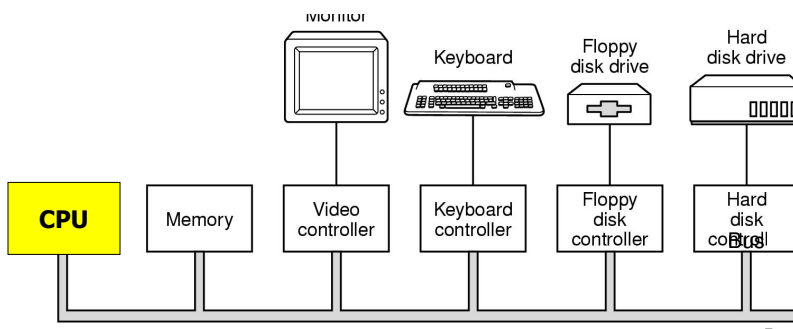 Monitor
Keyboard
Floppy
disk drive
Hard
disk drive
CPU
Memory
Video
controller
Keyboard
controller
Floppy
disk
controller
Hard
disk
controll
Bus